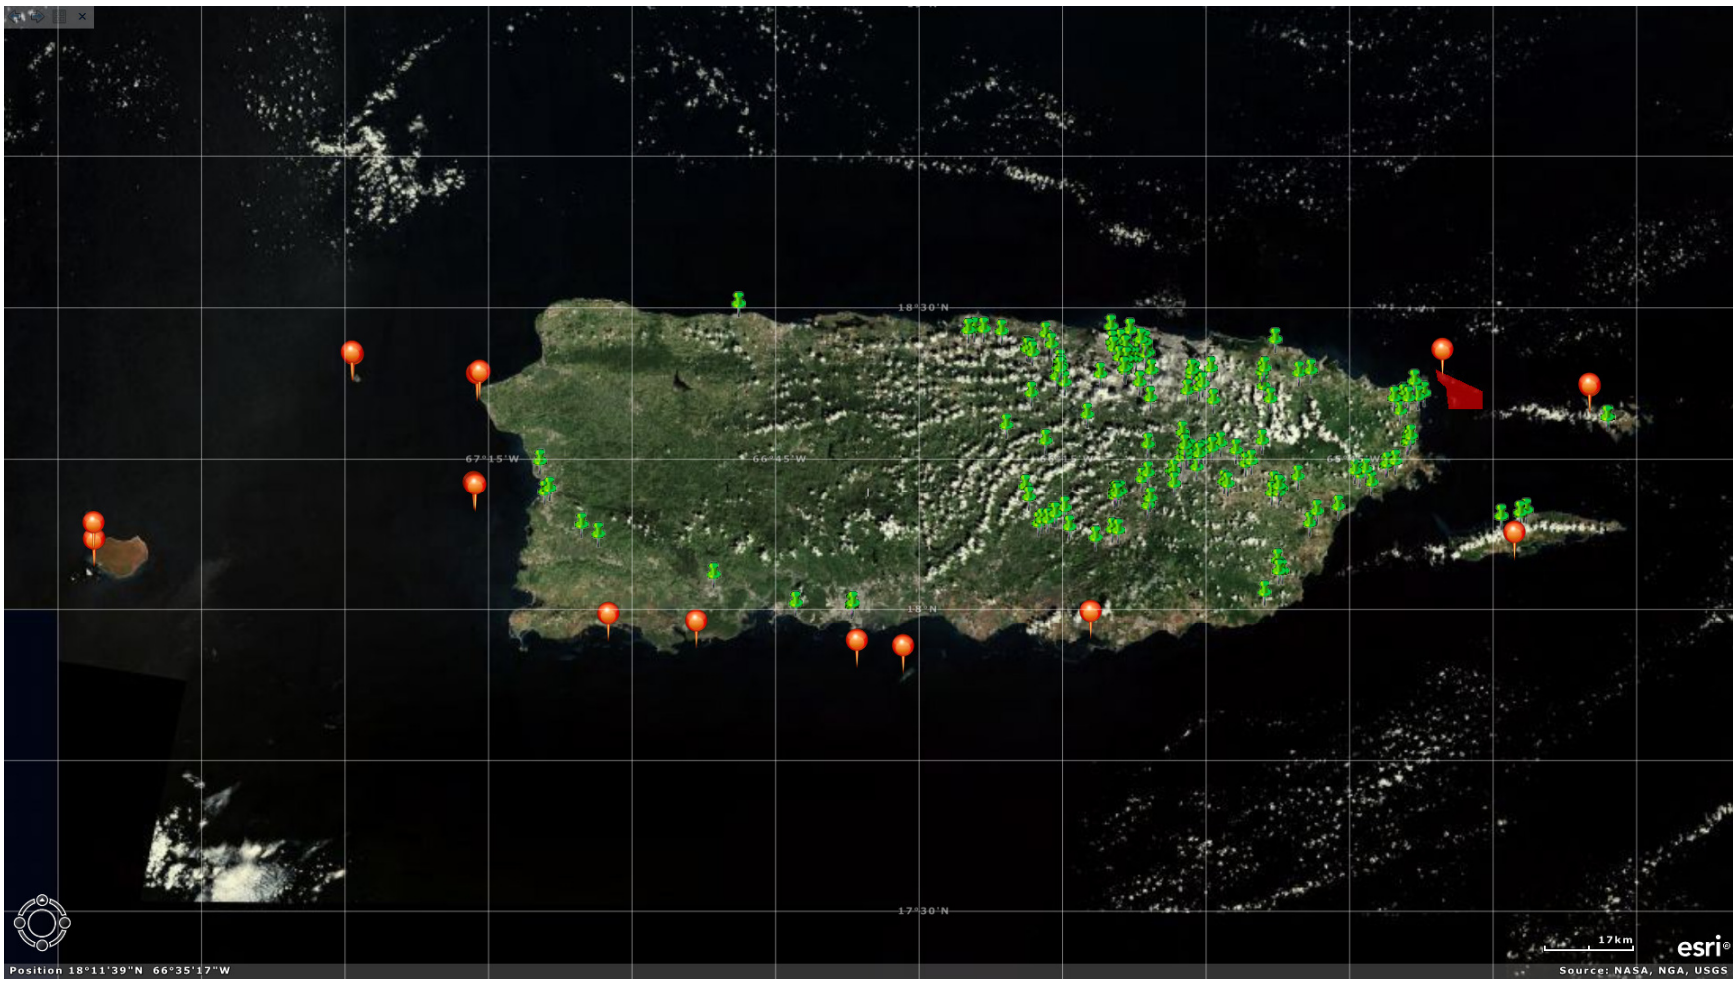 18°30'N
67°15'W
66°45'W
18°N
17°30'N
17km
esri
Position 18°11'39"N 66°35'17"W
Source: NASA, NGA, USGS